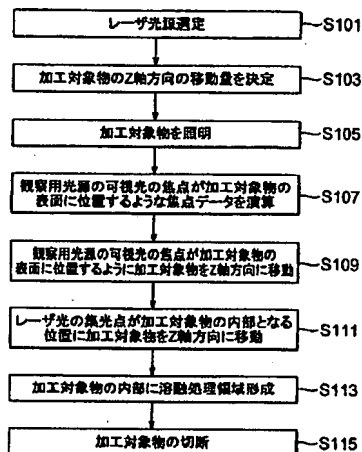 レーザ光源選定
S101
加工対象物のZ軸方向の移動量を決定
S103
加工対象物を照明
S105
観察用光源の可視光の焦点が加工対象物の
表面に位置するような焦点データを演算
S107
観察用光源の可視光の焦点が加工対象物の
表面に位置するように加工対象物をZ軸方向に移動
S109
レーザ光の集光点が加工対象物の内部となる
位置に加工対象物をZ軸方向に移動
S111
加工対象物の内部に溶融処理領域形成
S113
加工対象物の切断
S115